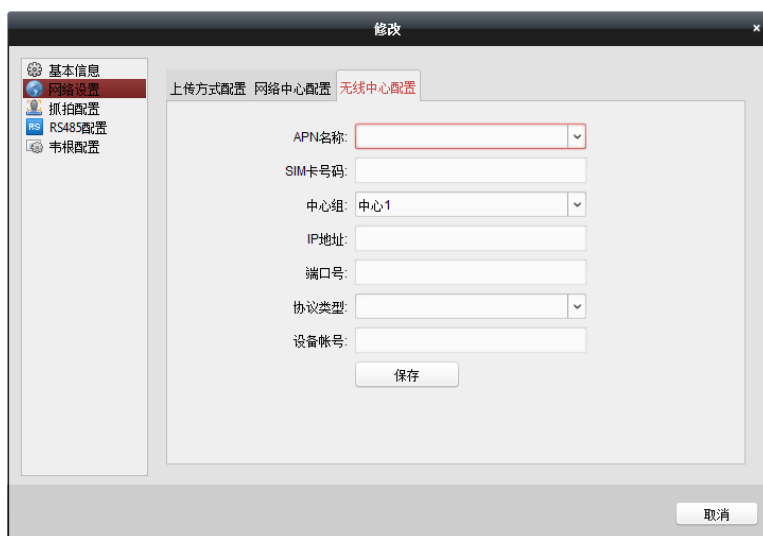 修改
×
基本信息
网络设置
抓拍配置
RS RS485配置
韦根配置
上传方式配置 网络中心配置 无线中心配置
APN名称:
SIM卡号码:
中心组: 中心1
IP地址:
端口号:
协议类型:
设备帐号:
保存
取消